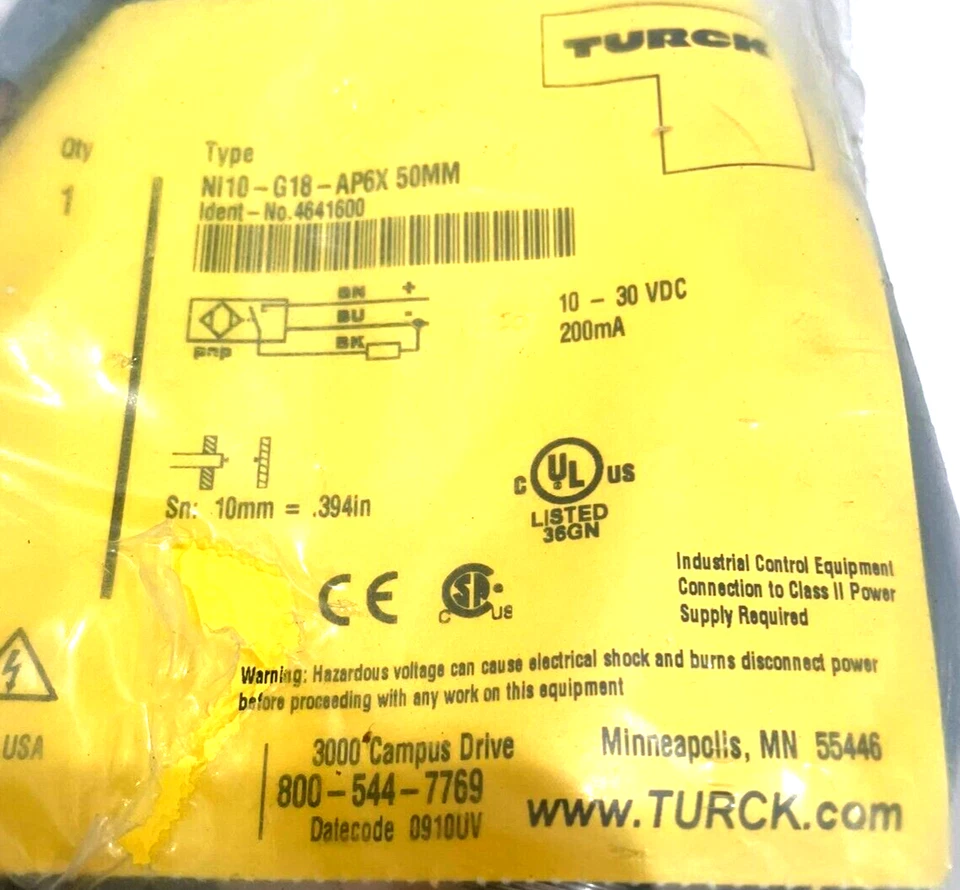 TURCK
Qty
1
Type
NI10-G18-AP6X 50MM
Ident-No.4641600
BN +
BU -
BK
pnp
10 - 30 VDC
200mA
Sn: 10mm = .394in
C UL US
LISTED
36GN
CE
C SA US
Industrial Control Equipment
Connection to Class II Power
Supply Required
Warning: Hazardous voltage can cause electrical shock and burns disconnect power
before proceeding with any work on this equipment
USA
3000 Campus Drive
Minneapolis, MN 55446
800-544-7769
www.TURCK.com
Datecode 0910UV